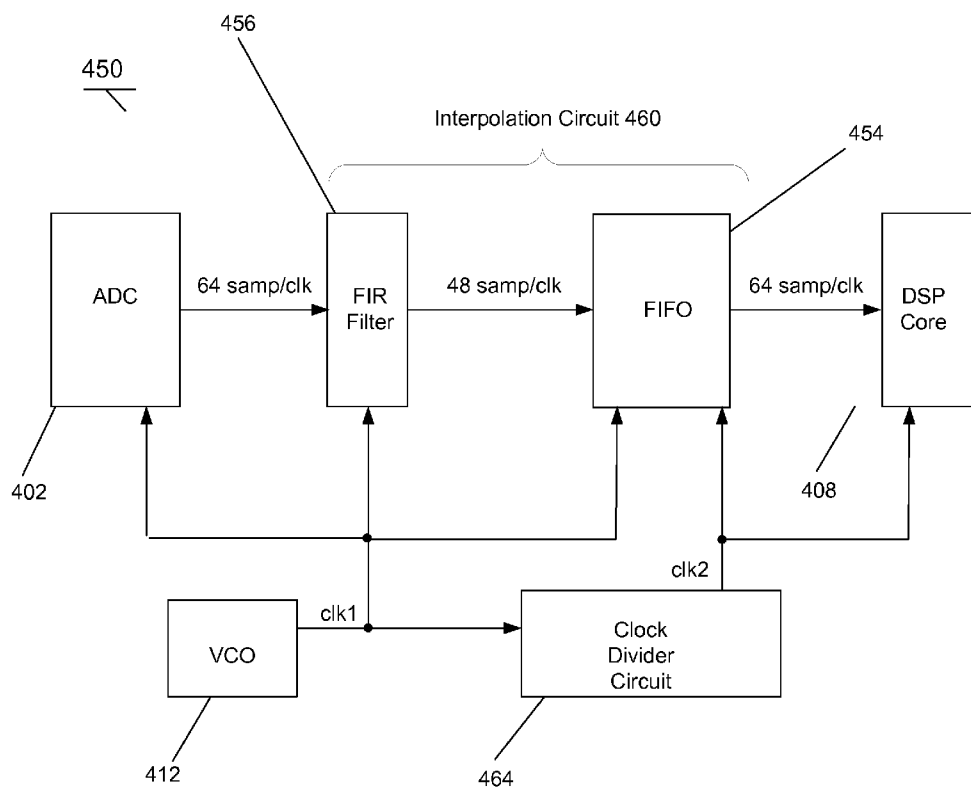 456
450
Interpolation Circuit 460
454
ADC
64 samp/clk
FIR
Filter
48 samp/clk
FIFO
64 samp/clk
DSP
Core
402
408
clk2
clk1
VCO
Clock
Divider
Circuit
412
464